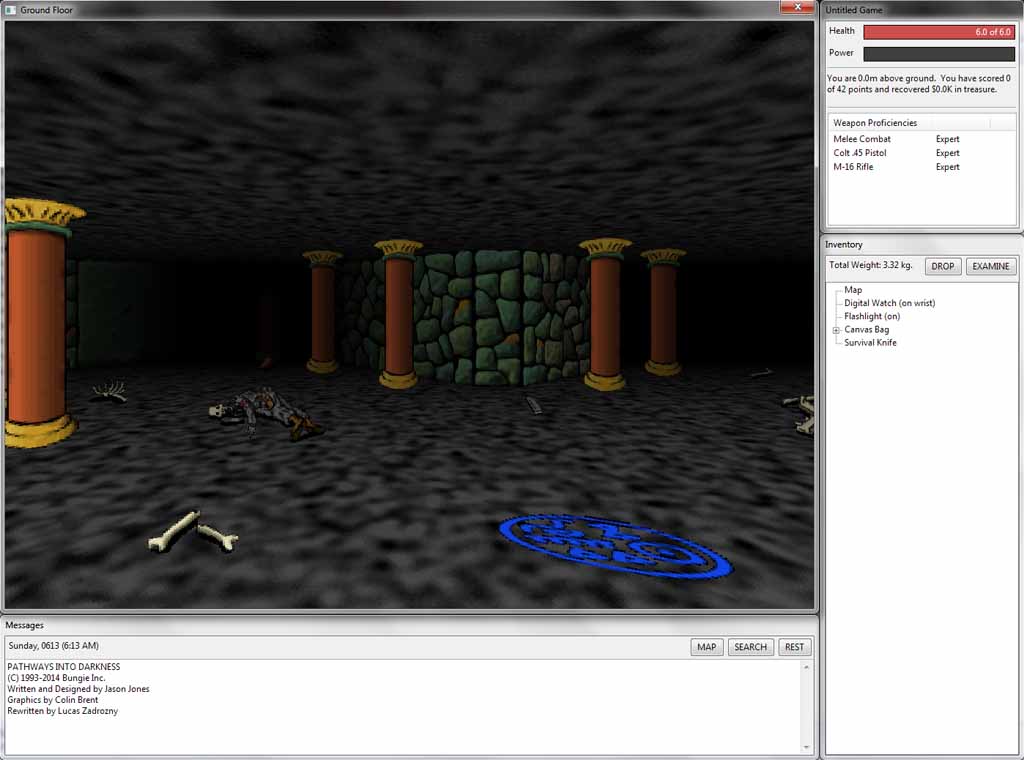 Ground Floor
Untitled Game
Health 6.0 of 6.0
Power
You are 0.0m above ground. You have scored 0
of 42 points and recovered $0.0K in treasure.
Weapon Proficiencies
Melee Combat Expert
Colt .45 Pistol Expert
M-16 Rifle Expert
Inventory
Total Weight: 3.32 kg. DROP EXAMINE
Map
Digital Watch (on wrist)
Flashlight (on)
Canvas Bag
Survival Knife
Messages
Sunday, 0613 (6:13 AM) MAP SEARCH REST
PATHWAYS INTO DARKNESS
(C) 1993-2014 Bungie Inc.
Written and Designed by Jason Jones
Graphics by Colin Brent
Rewritten by Lucas Zadrozny